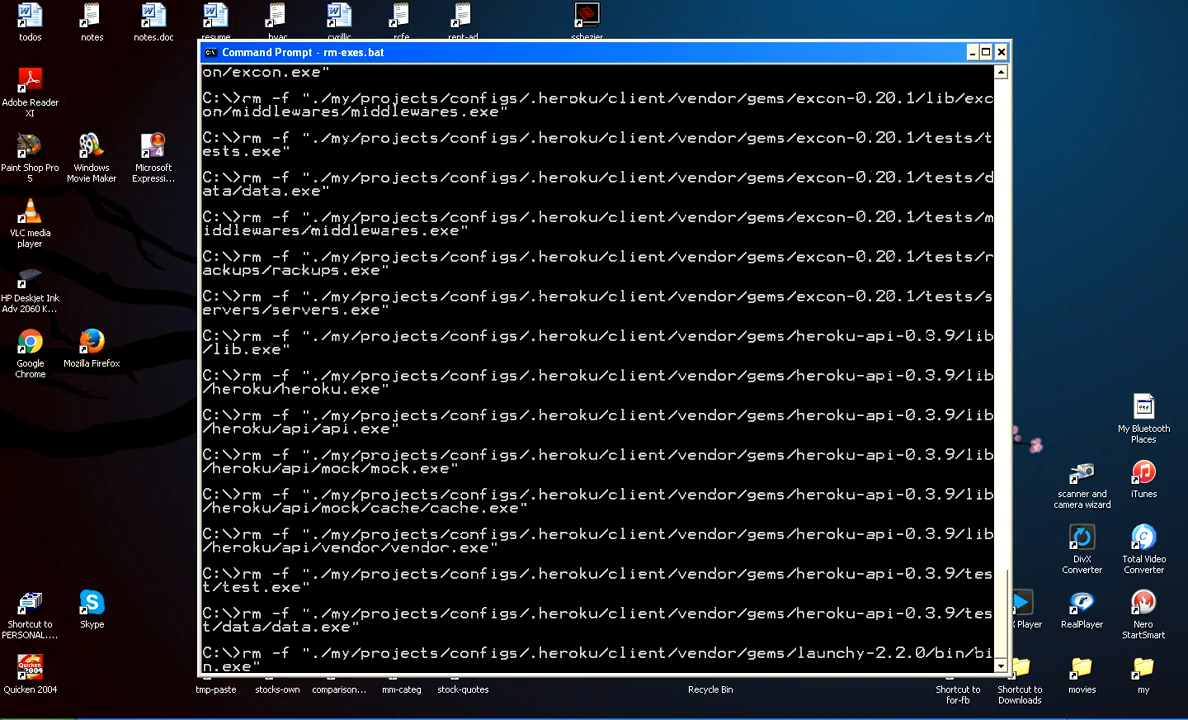 todos
notes
notes.doc
resume
hvac
cyrillic
rcfe
rent-ad
sshezier
Command Prompt - rm-exes.bat
on/excon.exe"
C:\>rm -f "./my/projects/configs/.heroku/client/vendor/gems/excon-0.20.1/lib/exc
on/middlewares/middlewares.exe"
C:\>rm -f "./my/projects/configs/.heroku/client/vendor/gems/excon-0.20.1/tests/t
ests.exe"
C:\>rm -f "./my/projects/configs/.heroku/client/vendor/gems/excon-0.20.1/tests/d
ata/data.exe"
C:\>rm -f "./my/projects/configs/.heroku/client/vendor/gems/excon-0.20.1/tests/m
iddlewares/middlewares.exe"
C:\>rm -f "./my/projects/configs/.heroku/client/vendor/gems/excon-0.20.1/tests/r
ackups/rackups.exe"
C:\>rm -f "./my/projects/configs/.heroku/client/vendor/gems/excon-0.20.1/tests/s
ervers/servers.exe"
C:\>rm -f "./my/projects/configs/.heroku/client/vendor/gems/heroku-api-0.3.9/lib
/lib.exe"
C:\>rm -f "./my/projects/configs/.heroku/client/vendor/gems/heroku-api-0.3.9/lib
/heroku/heroku.exe"
C:\>rm -f "./my/projects/configs/.heroku/client/vendor/gems/heroku-api-0.3.9/lib
/heroku/api/api.exe"
C:\>rm -f "./my/projects/configs/.heroku/client/vendor/gems/heroku-api-0.3.9/lib
/heroku/api/mock/mock.exe"
C:\>rm -f "./my/projects/configs/.heroku/client/vendor/gems/heroku-api-0.3.9/lib
/heroku/api/mock/cache/cache.exe"
C:\>rm -f "./my/projects/configs/.heroku/client/vendor/gems/heroku-api-0.3.9/lib
/heroku/api/vendor/vendor.exe"
C:\>rm -f "./my/projects/configs/.heroku/client/vendor/gems/heroku-api-0.3.9/tes
t/test.exe"
C:\>rm -f "./my/projects/configs/.heroku/client/vendor/gems/heroku-api-0.3.9/tes
t/data/data.exe"
C:\>rm -f "./my/projects/configs/.heroku/client/vendor/gems/launchy-2.2.0/bin/bi
n.exe"
Adobe Reader
XI
Paint Shop Pro
5
Windows
Movie Maker
Microsoft
Expressi...
VLC media
player
HP Deskjet Ink
Adv 2060 K...
Google
Chrome
Mozilla Firefox
My Bluetooth
Places
scanner and
camera wizard
iTunes
DivX
Converter
Total Video
Converter
Shortcut to
PERSONAL....
Skype
X Player
RealPlayer
Nero
StartSmart
Quicken 2004
tmp-paste
stocks-own
comparison...
mm-categ
stock-quotes
Recycle Bin
Shortcut to
for-fb
Shortcut to
Downloads
movies
my